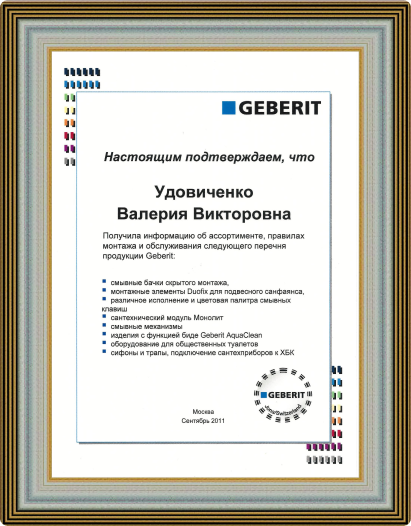 GEBERIT
Настоящим подтверждаем, что
Удовиченко
Валерия Викторовна
Получила информацию об ассортименте, правилах
монтажа и обслуживания следующего перечня
продукции Geberit:
смывные бачки скрытого монтажа,
монтажные элементы Duofix для подвесного санфаянса,
различное исполнение и цветовая палитра смывных
клавиш
сантехнический модуль Монолит
смывные механизмы
изделия с функцией биде Geberit AquaClean
оборудование для общественных туалетов
сифоны и трапы, подключение сантехприборов к ХБК
GEBERIT
Москва
Сентябрь 2011